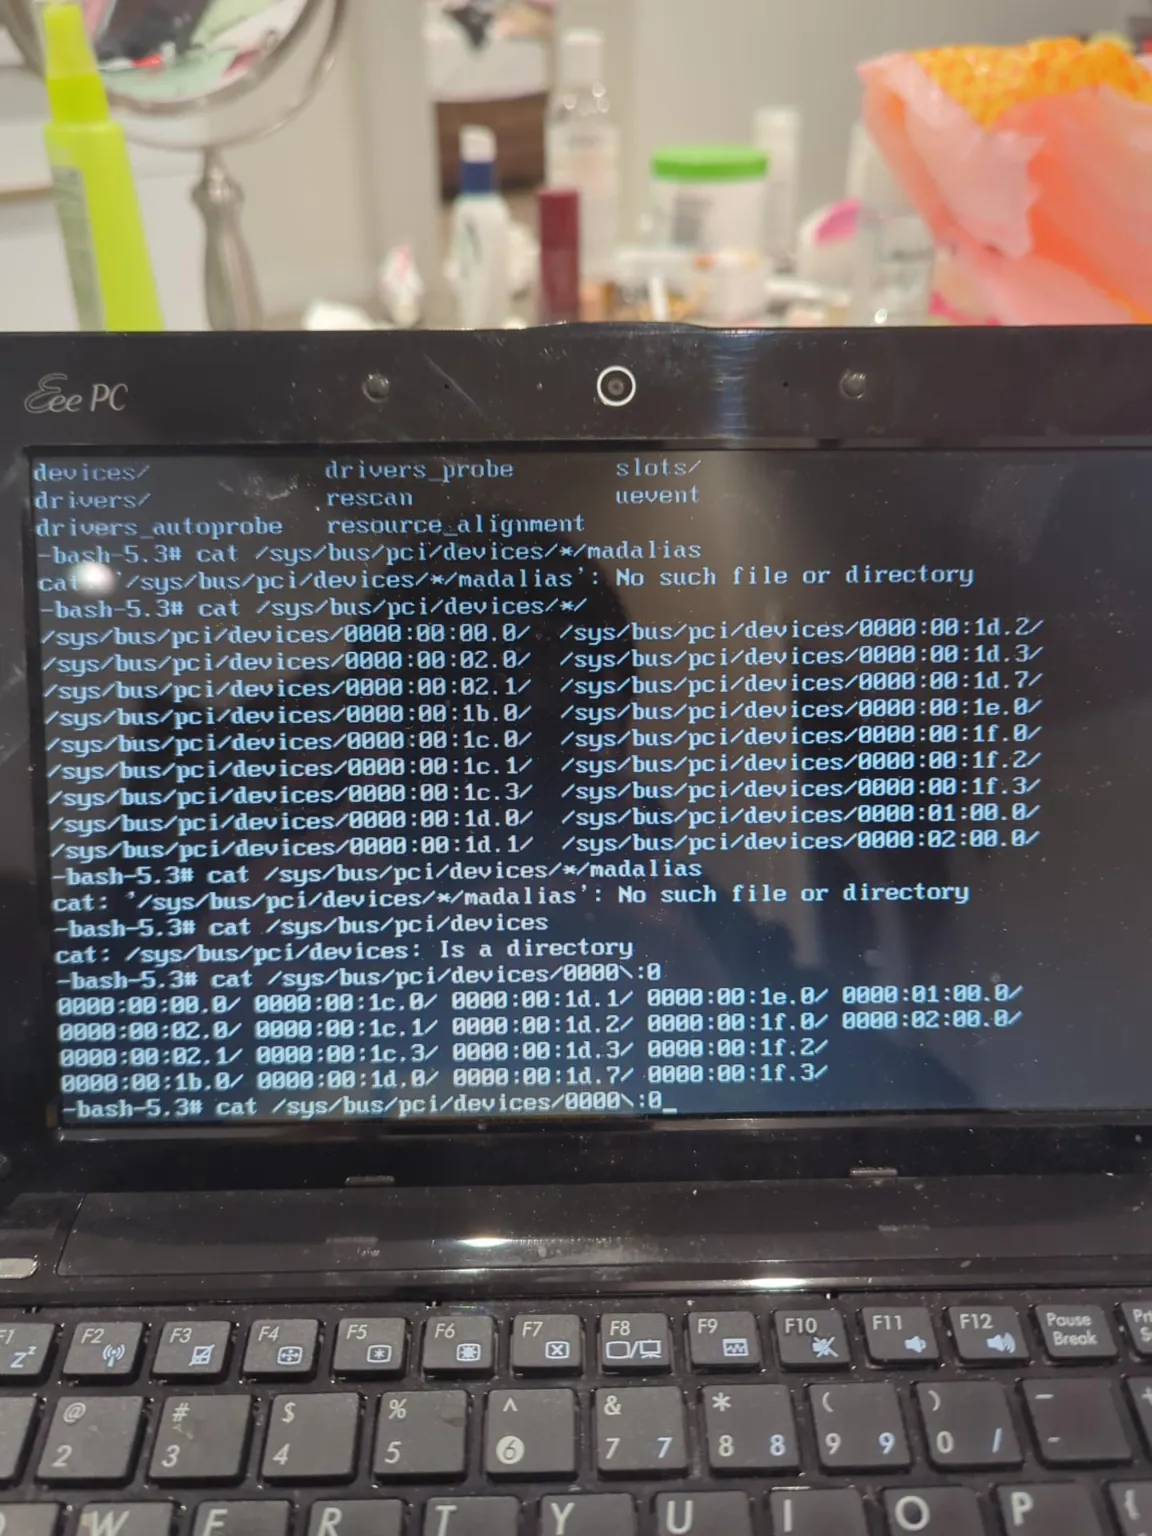 Eee PC
devices/ drivers_probe slots/
drivers/ rescan uevent
drivers_autoprobe resource_alignment
-bash-5.3# cat /sys/bus/pci/devices/*/madalias
cat: '/sys/bus/pci/devices/*/madalias': No such file or directory
-bash-5.3# cat /sys/bus/pci/devices/*/
/sys/bus/pci/devices/0000:00:00.0/ /sys/bus/pci/devices/0000:00:1d.2/
/sys/bus/pci/devices/0000:00:02.0/ /sys/bus/pci/devices/0000:00:1d.3/
/sys/bus/pci/devices/0000:00:02.1/ /sys/bus/pci/devices/0000:00:1d.7/
/sys/bus/pci/devices/0000:00:1b.0/ /sys/bus/pci/devices/0000:00:1e.0/
/sys/bus/pci/devices/0000:00:1c.0/ /sys/bus/pci/devices/0000:00:1f.0/
/sys/bus/pci/devices/0000:00:1c.1/ /sys/bus/pci/devices/0000:00:1f.2/
/sys/bus/pci/devices/0000:00:1c.3/ /sys/bus/pci/devices/0000:00:1f.3/
/sys/bus/pci/devices/0000:00:1d.0/ /sys/bus/pci/devices/0000:01:00.0/
/sys/bus/pci/devices/0000:00:1d.1/ /sys/bus/pci/devices/0000:02:00.0/
-bash-5.3# cat /sys/bus/pci/devices/*/madalias
cat: '/sys/bus/pci/devices/*/madalias': No such file or directory
-bash-5.3# cat /sys/bus/pci/devices
cat: /sys/bus/pci/devices: Is a directory
-bash-5.3# cat /sys/bus/pci/devices/0000\:0
0000:00:00.0/ 0000:00:1c.0/ 0000:00:1d.1/ 0000:00:1e.0/ 0000:01:00.0/
0000:00:02.0/ 0000:00:1c.1/ 0000:00:1d.2/ 0000:00:1f.0/ 0000:02:00.0/
0000:00:02.1/ 0000:00:1c.3/ 0000:00:1d.3/ 0000:00:1f.2/
0000:00:1b.0/ 0000:00:1d.0/ 0000:00:1d.7/ 0000:00:1f.3/
-bash-5.3# cat /sys/bus/pci/devices/0000\:0_
F1 F2 F3 F4 F5 F6 F7 F8 F9 F10 F11 F12 Pause Break
@ # $ % ^ & * ( ) -
2 3 4 5 6 7 7 8 8 9 9 0 / -
W E R T Y U I O P {